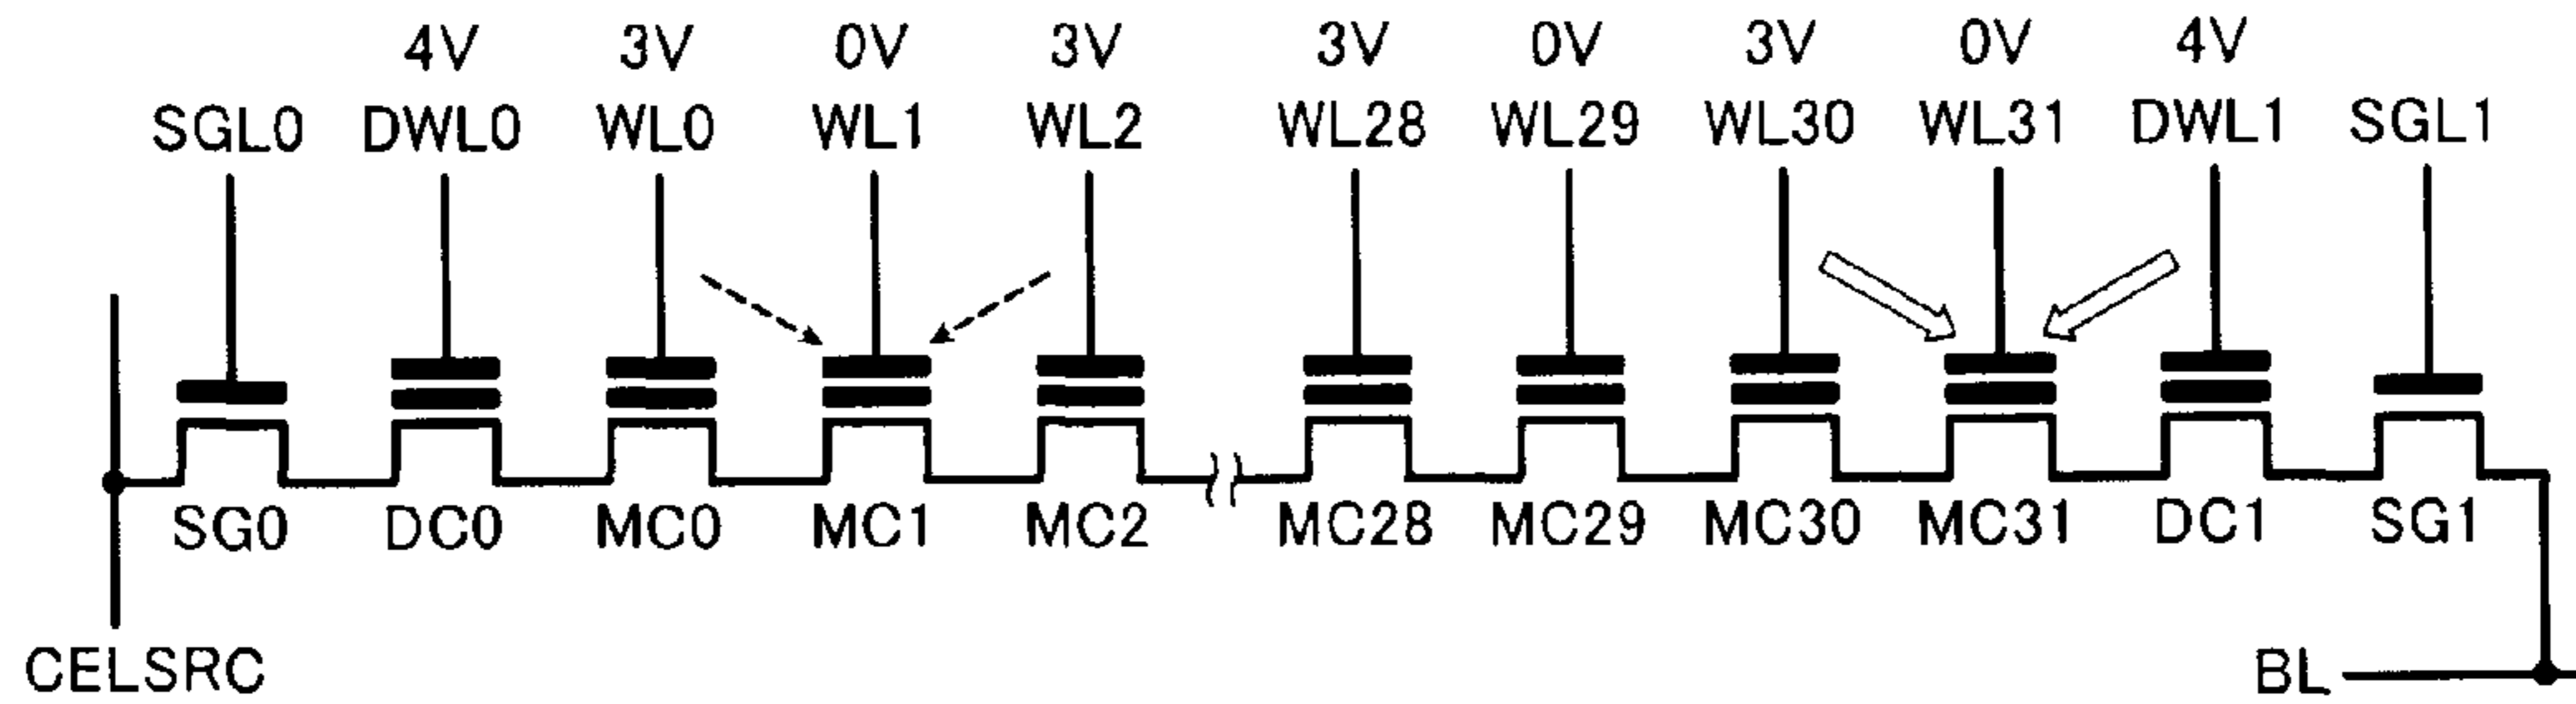 4V 3V 0V 3V 3V 0V 3V 0V 4V
SGL0 DWL0 WL0 WL1 WL2 WL28 WL29 WL30 WL31 DWL1 SGL1
SG0 DC0 MC0 MC1 MC2 MC28 MC29 MC30 MC31 DC1 SG1
CELSRC BL